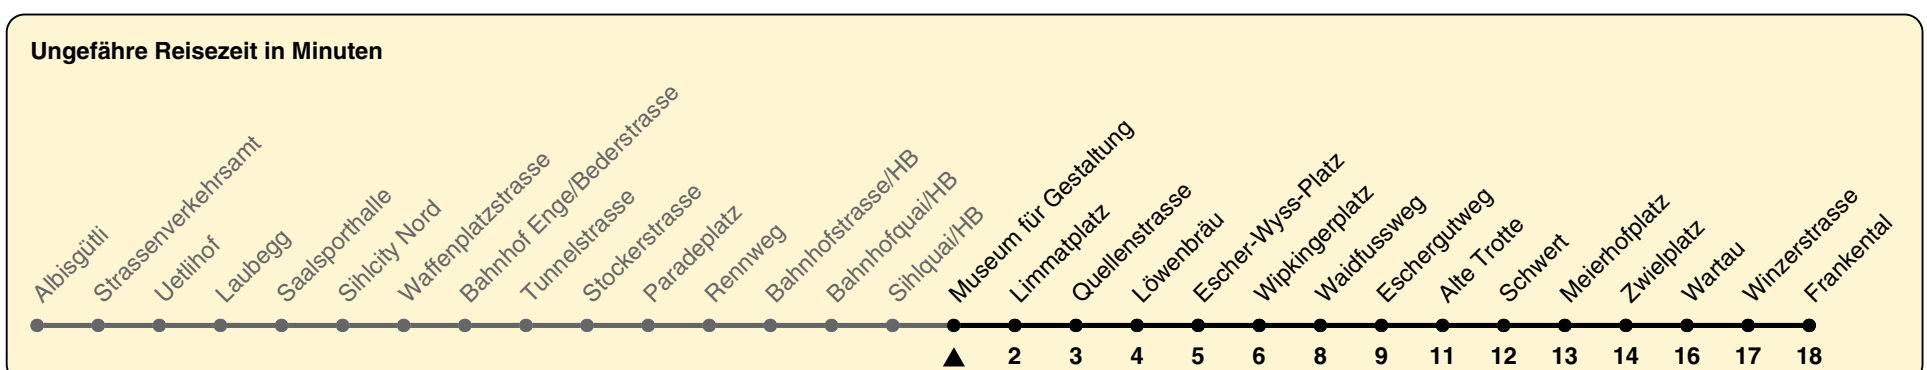 Ungefähre Reisezeit in Minuten
Albisgütli
Strassenverkehrsamt
Uetlihof
Laubegg
Saalsporthalle
Sihlcity Nord
Waffenplatzstrasse
Bahnhof Enge/Bederstrasse
Tunnelstrasse
Stockerstrasse
Paradeplatz
Rennweg
Bahnhofstrasse/HB
Bahnhofquai/HB
Sihlquai/HB
Museum für Gestaltung
Limmatplatz
Quellenstrasse
Löwenbräu
Escher-Wyss-Platz
Wipkingerplatz
Waidfussweg
Eschergutweg
Alte Trotte
Schwert
Meierhofplatz
Zwielplatz
Wartau
Winzerstrasse
Frankental
2 3 4 5 6 8 9 11 12 13 14 16 17 18